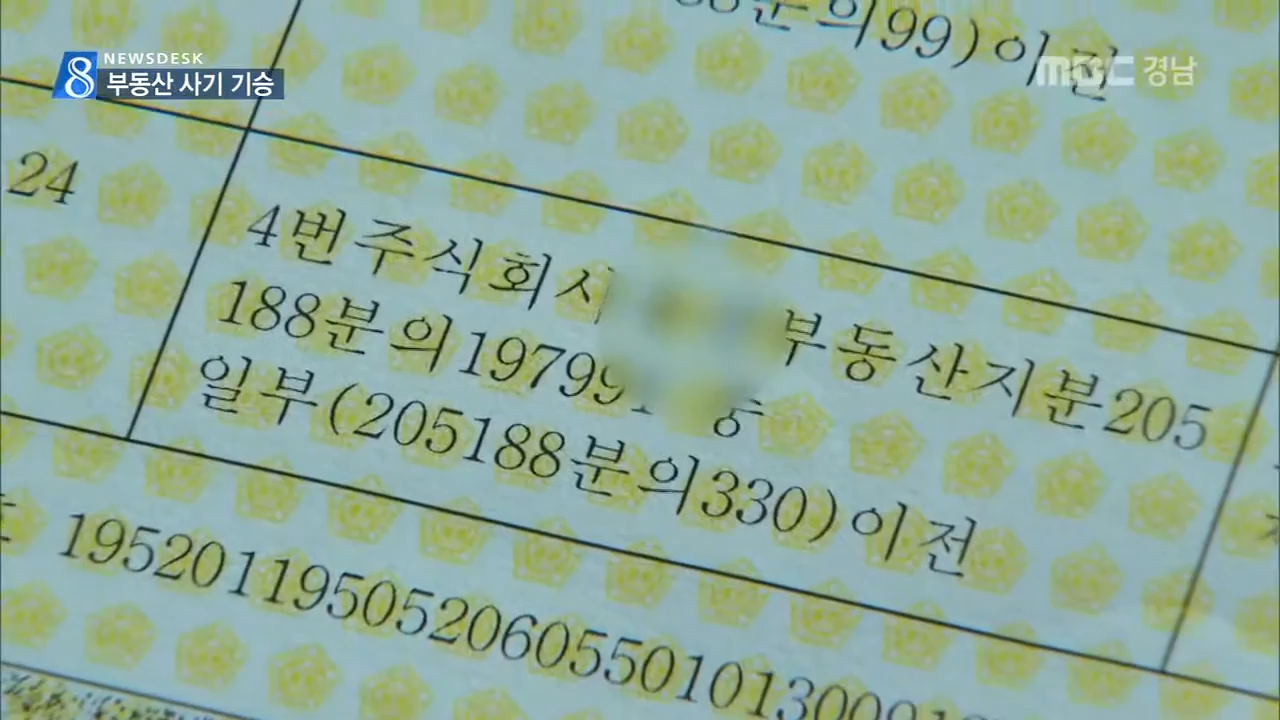 NEWSDESK
8 부동산 사기 기승
MBC 경남
분의99)이전
24
4번주식회사 부동산지분205
188분의19799 중
일부(205188분의330)이전
195201195052060550101300